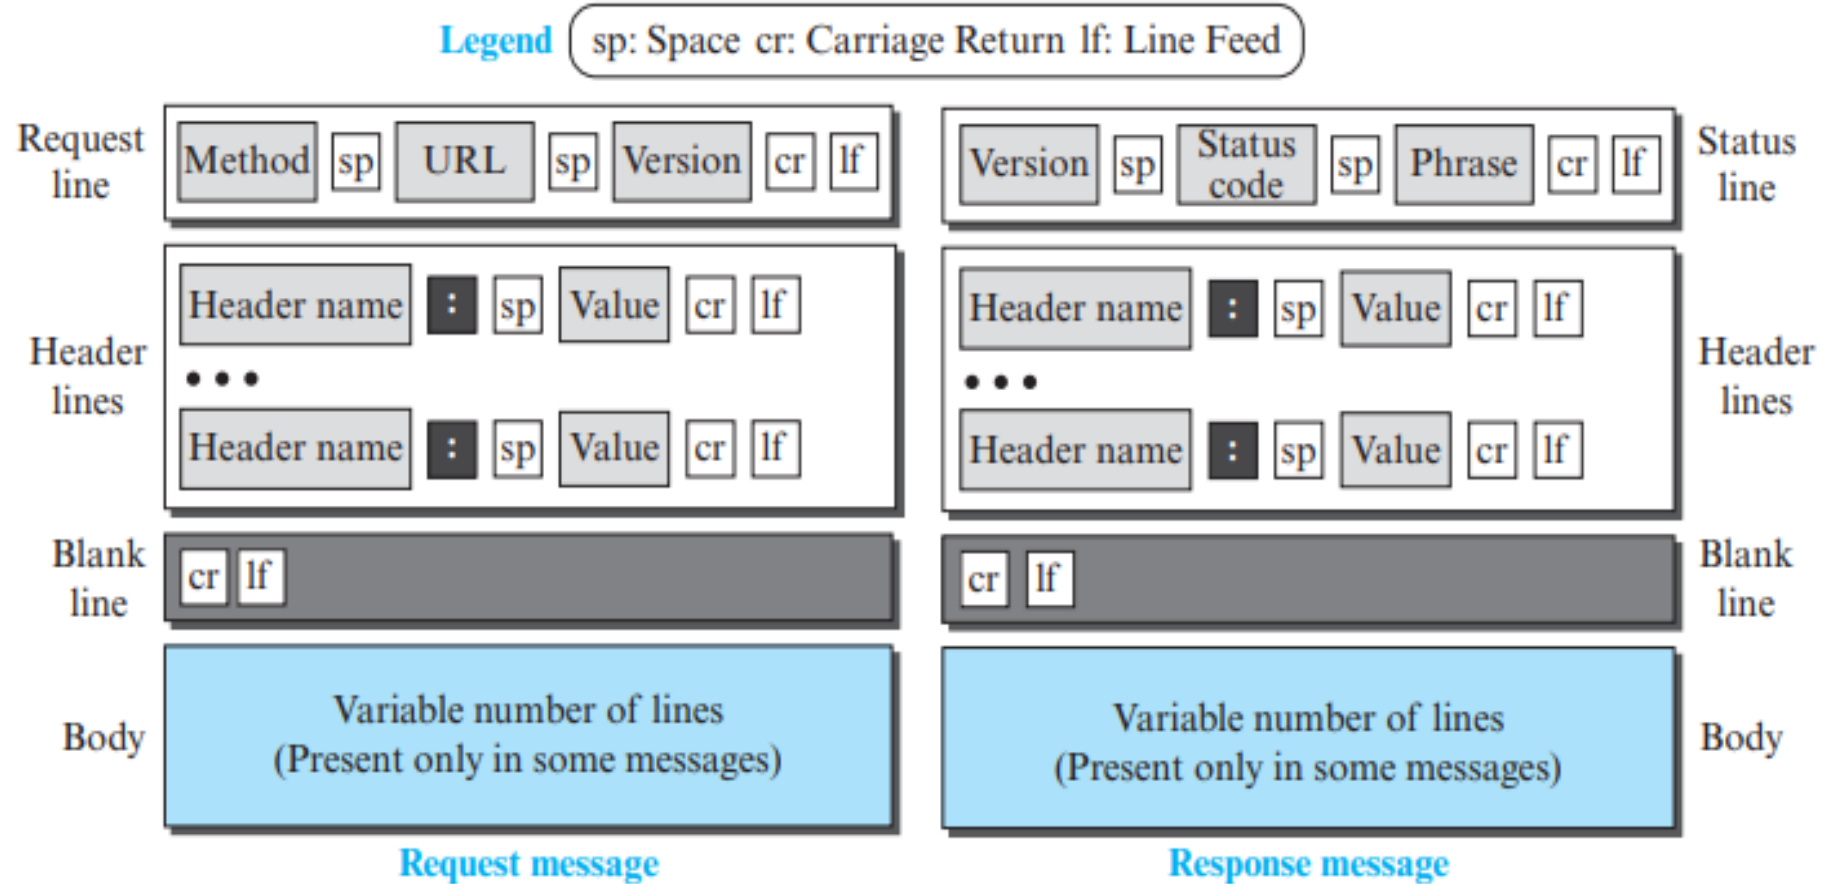 Legend sp: Space cr: Carriage Return lf: Line Feed
Request line
Method sp URL sp Version cr lf
Header lines
Header name : sp Value cr lf
• • •
Header name : sp Value cr lf
Blank line
cr lf
Body
Variable number of lines
(Present only in some messages)
Request message
Version sp Status code sp Phrase cr lf
Status line
Header name : sp Value cr lf
• • •
Header name : sp Value cr lf
Header lines
cr lf
Blank line
Variable number of lines
(Present only in some messages)
Body
Response message